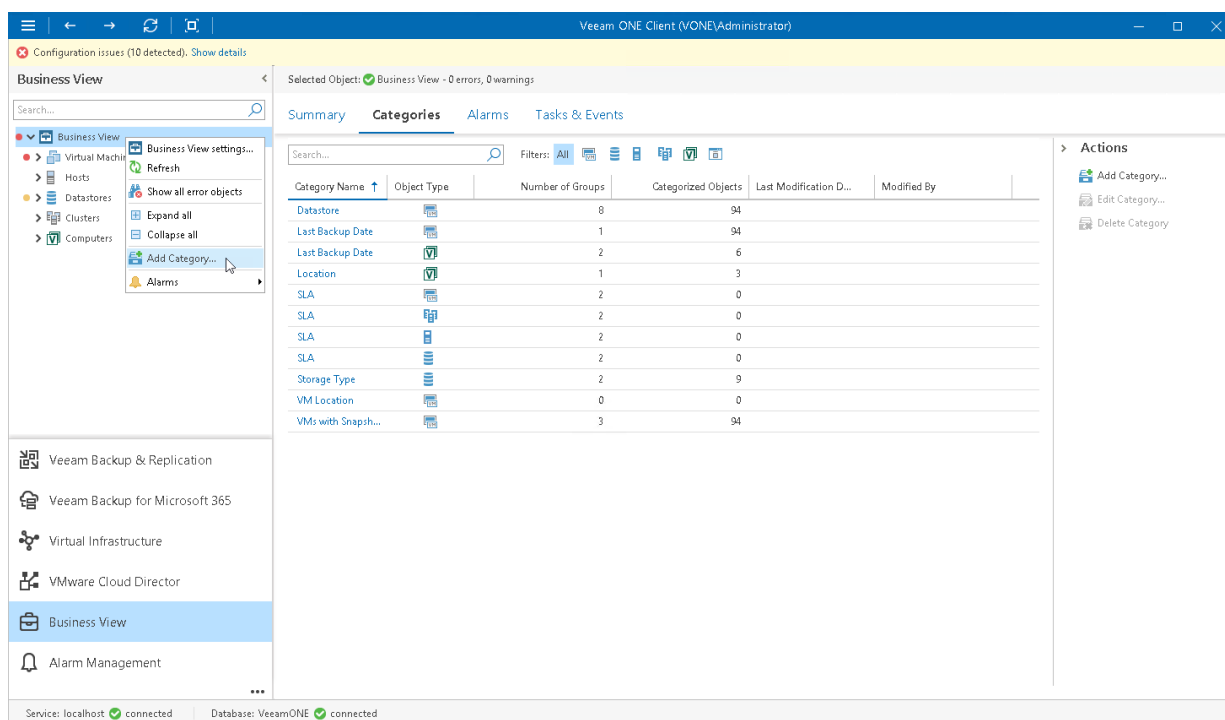 Veeam ONE Client (VONE\Administrator)
Configuration issues (10 detected). Show details
Business View
Search...
Business View
Virtual Machin
Hosts
Datastores
Clusters
Computers
Business View settings...
Refresh
Show all error objects
Expand all
Collapse all
Add Category...
Alarms
Veeam Backup & Replication
Veeam Backup for Microsoft 365
Virtual Infrastructure
VMware Cloud Director
Business View
Alarm Management
Selected Object: Business View - 0 errors, 0 warnings
Summary Categories Alarms Tasks & Events
Search... Filters: All
Category Name Object Type Number of Groups Categorized Objects Last Modification D... Modified By
Datastore 8 94
Last Backup Date 1 94
Last Backup Date 2 6
Location 1 3
SLA 2 0
SLA 2 0
SLA 2 0
SLA 2 0
Storage Type 2 9
VM Location 0 0
VMs with Snapsh... 3 94
Actions
Add Category...
Edit Category...
Delete Category
Service: localhost connected Database: VeeamONE connected